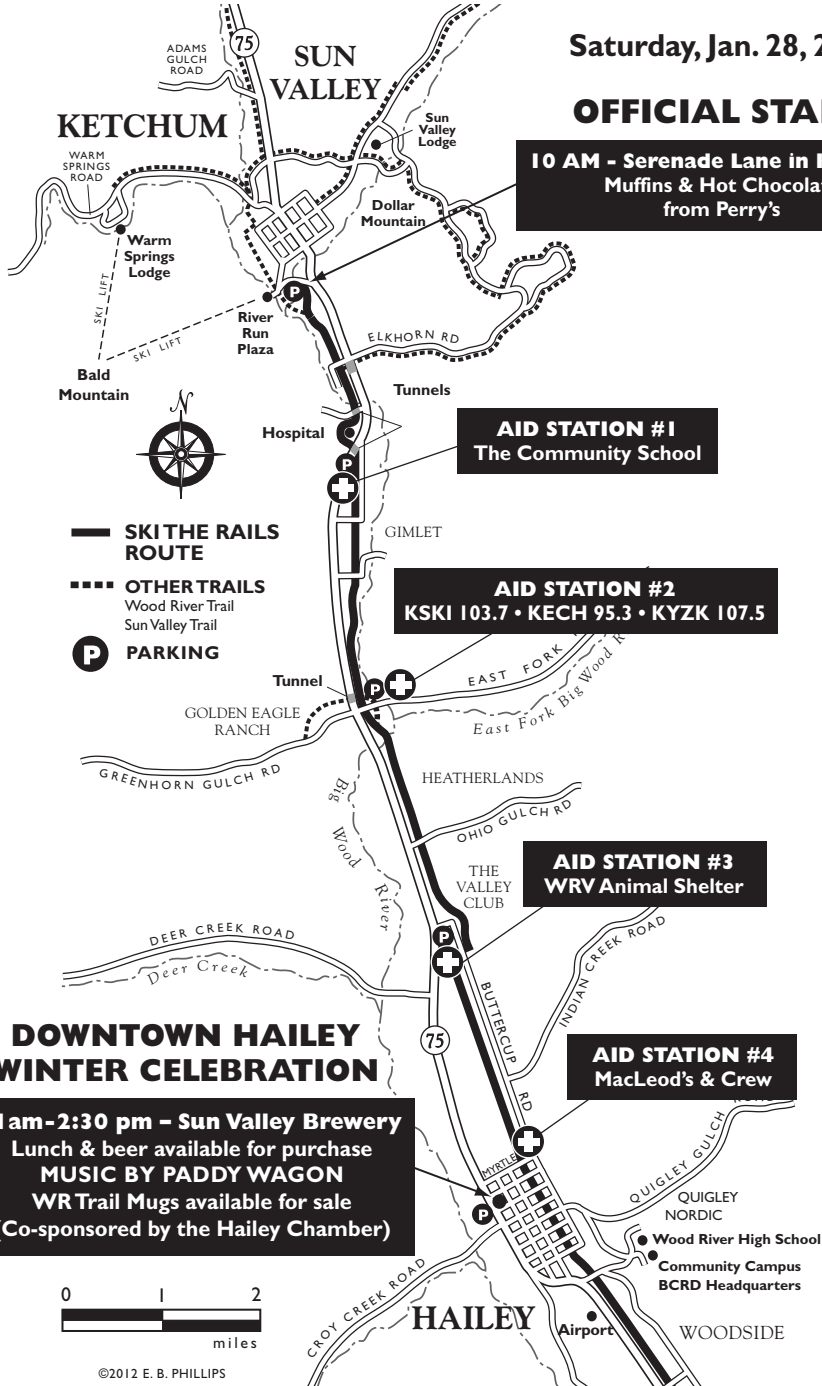 Saturday, Jan. 28, 2
OFFICIAL STA
10 AM - Serenade Lane in
Muffins & Hot Chocola
from Perry's
75
ADAMS
GULCH
ROAD
SUN
VALLEY
KETCHUM
WARM
SPRINGS
ROAD
Sun
Valley
Lodge
Dollar
Mountain
Warm
Springs
Lodge
SKI LIFT
SKI LIFT
Bald
Mountain
P
River
Run
Plaza
ELKHORN RD
Tunnels
N
Hospital
P
AID STATION #1
The Community School
SKI THE RAILS
ROUTE
OTHER TRAILS
Wood River Trail
Sun Valley Trail
P PARKING
GIMLET
AID STATION #2
KSKI 103.7 • KECH 95.3 • KYZK 107.5
Tunnel
P
EAST FORK
East Fork Big Wood R
GOLDEN EAGLE
RANCH
GREENHORN GULCH RD
HEATHERLANDS
OHIO GULCH RD
Big Wood River
THE
VALLEY
CLUB
AID STATION #3
WRV Animal Shelter
P
DEER CREEK ROAD
Deer Creek
INDIAN CREEK ROAD
BUTTERCUP RD
75
DOWNTOWN HAILEY
WINTER CELEBRATION
1am-2:30 pm – Sun Valley Brewery
Lunch & beer available for purchase
MUSIC BY PADDY WAGON
WR Trail Mugs available for sale
(Co-sponsored by the Hailey Chamber)
AID STATION #4
MacLeod's & Crew
MYRTLE
P
QUIGLEY GULCH
QUIGLEY
NORDIC
Wood River High School
Community Campus
BCRD Headquarters
CROY CREEK ROAD
HAILEY
Airport
WOODSIDE
0 1 2
miles
©2012 E. B. PHILLIPS